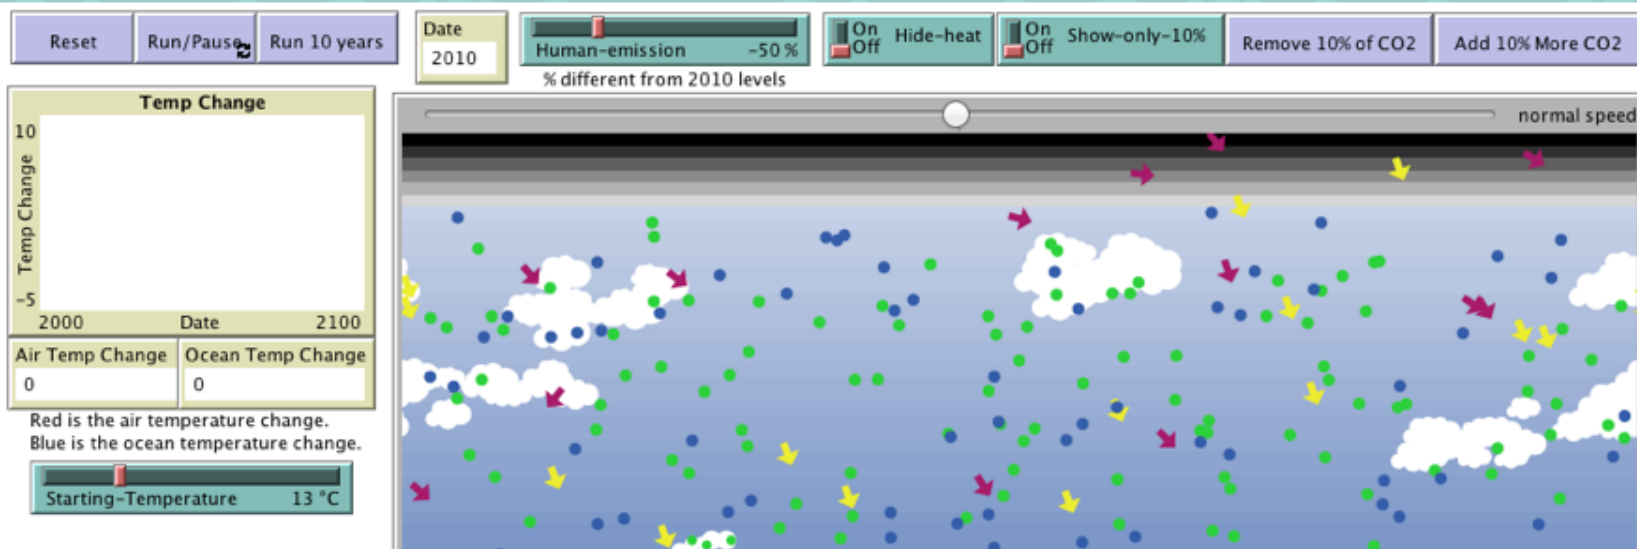 Reset
Run/Pause
Run 10 years
Date
2010
Human-emission -50 %
% different from 2010 levels
On
Off
Hide-heat
On
Off
Show-only-10%
Remove 10% of CO2
Add 10% More CO2
normal speed
Temp Change
10
Temp Change
-5
2000 Date 2100
Air Temp Change
0
Ocean Temp Change
0
Red is the air temperature change.
Blue is the ocean temperature change.
Starting-Temperature 13 °C